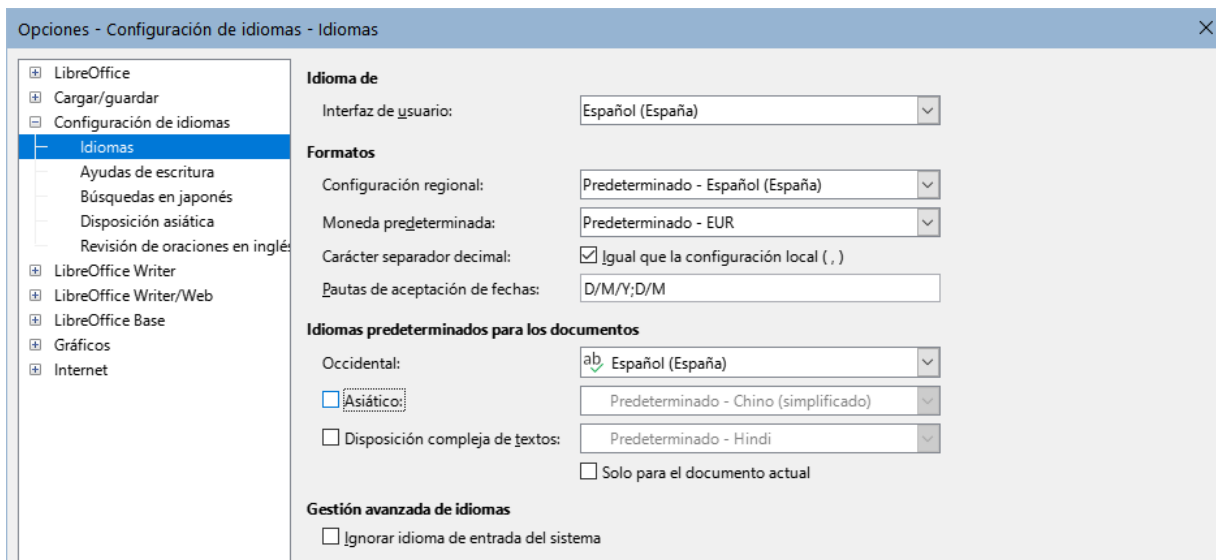 Opciones - Configuración de idiomas - Idiomas
LibreOffice
Cargar/guardar
Configuración de idiomas
Idiomas
Ayudas de escritura
Búsquedas en japonés
Disposición asiática
Revisión de oraciones en inglés
LibreOffice Writer
LibreOffice Writer/Web
LibreOffice Base
Gráficos
Internet
Idioma de
Interfaz de usuario: Español (España)
Formatos
Configuración regional: Predeterminado - Español (España)
Moneda predeterminada: Predeterminado - EUR
Carácter separador decimal: Igual que la configuración local ( , )
Pautas de aceptación de fechas: D/M/Y;D/M
Idiomas predeterminados para los documentos
Occidental: ab Español (España)
Asiático: Predeterminado - Chino (simplificado)
Disposición compleja de textos: Predeterminado - Hindi
Solo para el documento actual
Gestión avanzada de idiomas
Ignorar idioma de entrada del sistema